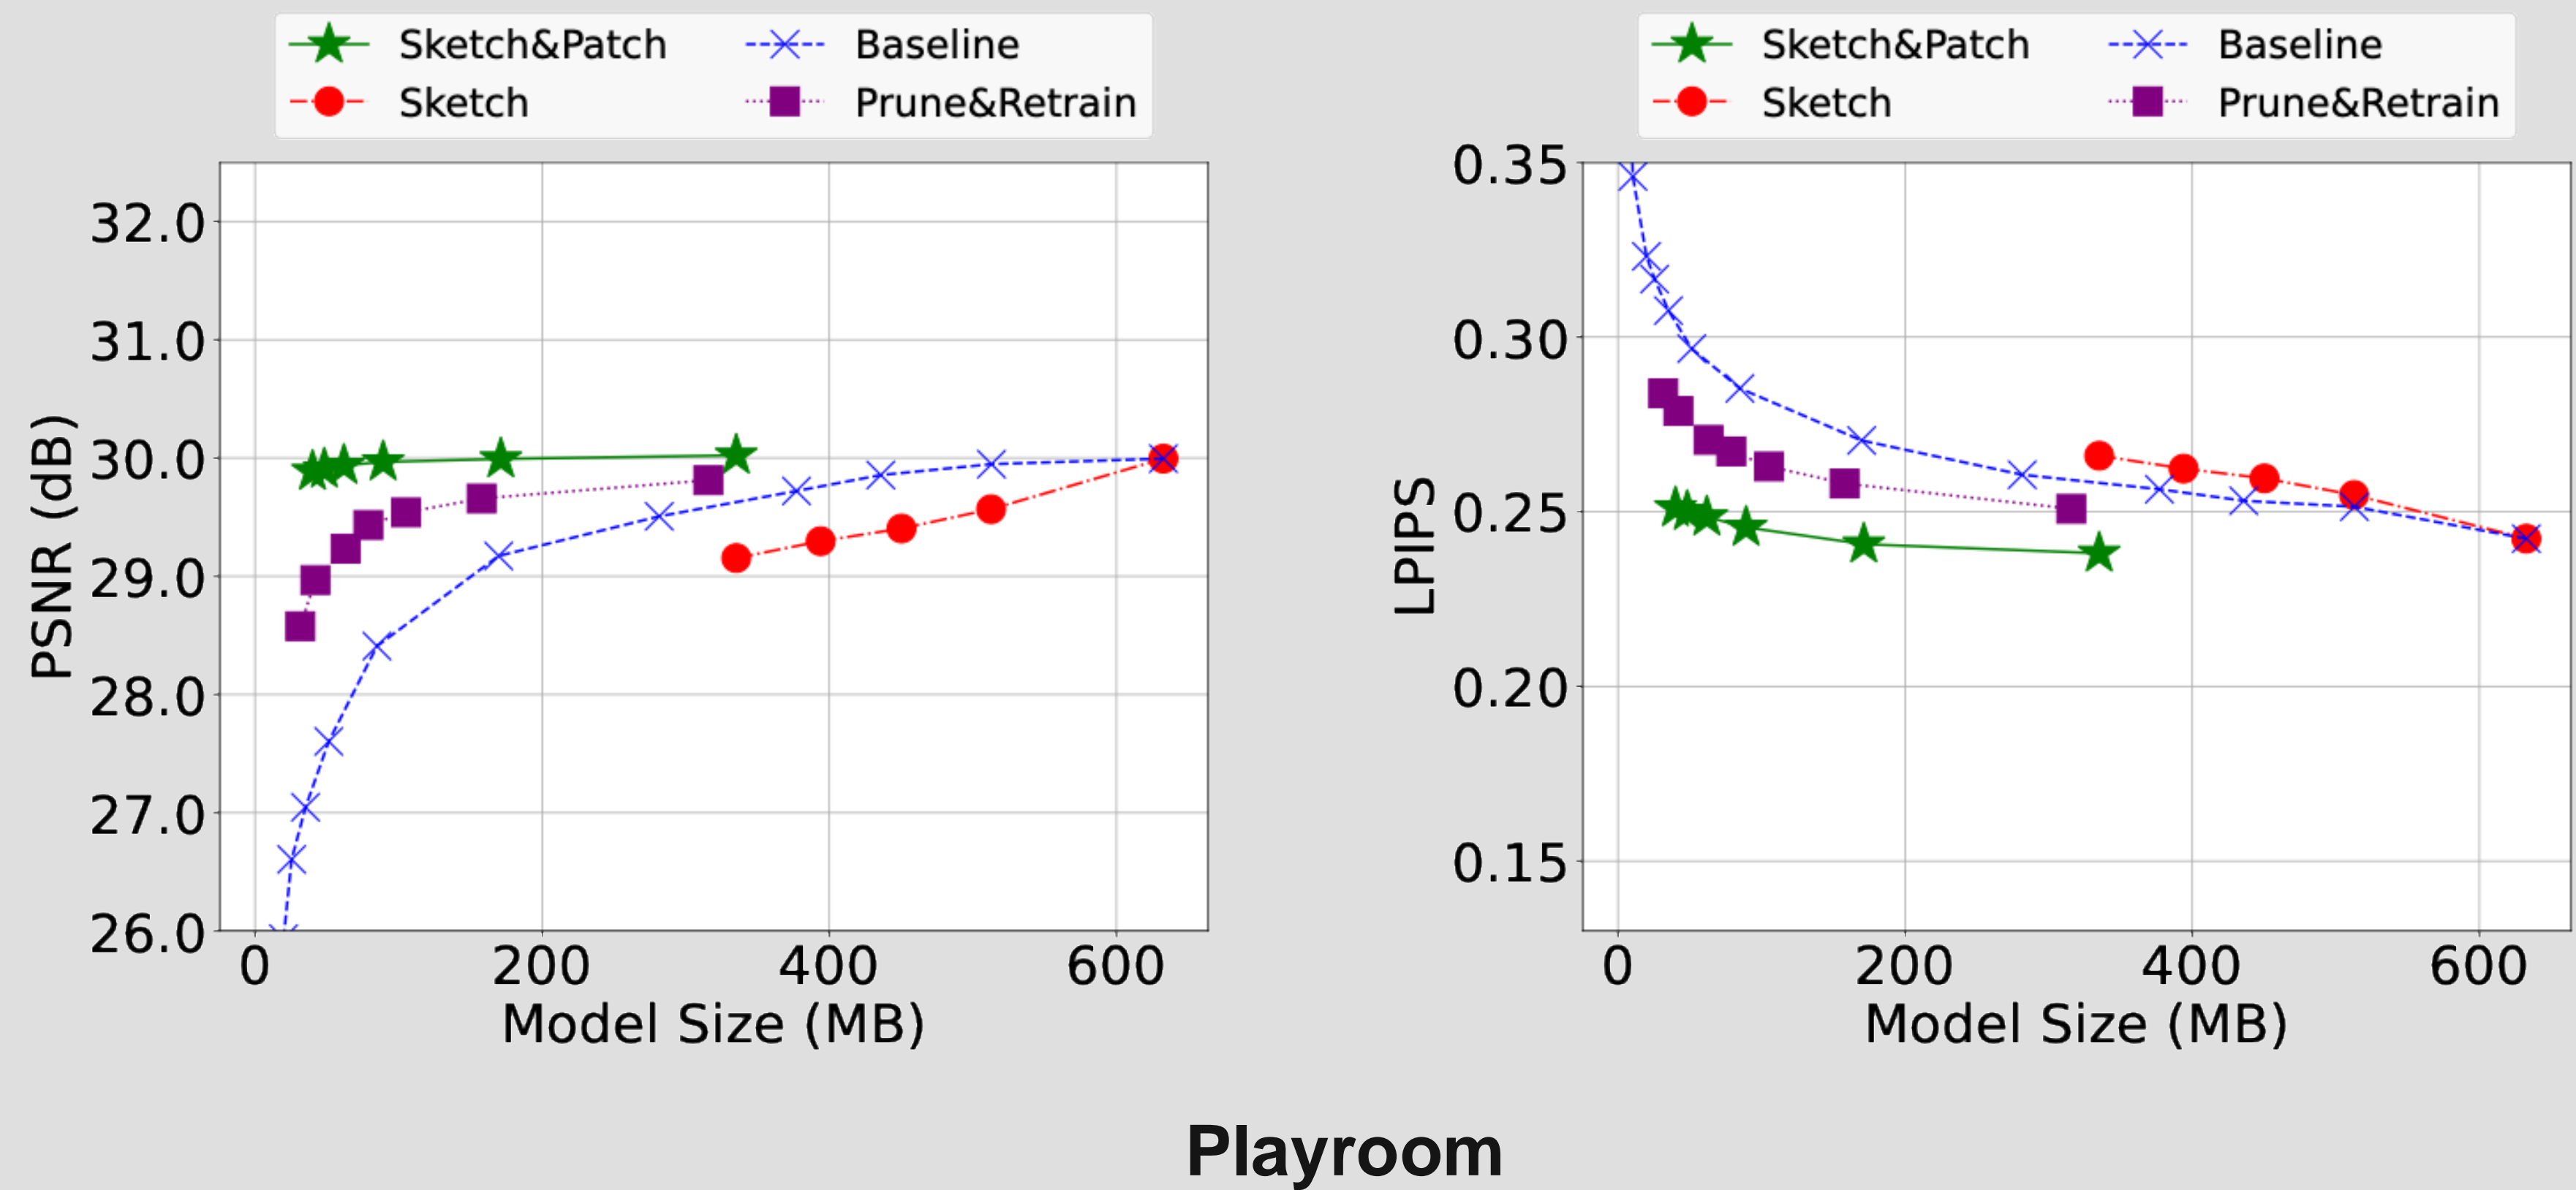 Sketch&Patch Baseline
Sketch Prune&Retrain
32.0
31.0
30.0
29.0
28.0
27.0
26.0
PSNR (dB)
0 200 400 600
Model Size (MB)
Sketch&Patch Baseline
Sketch Prune&Retrain
0.35
0.30
0.25
0.20
0.15
LPIPS
0 200 400 600
Model Size (MB)
Playroom